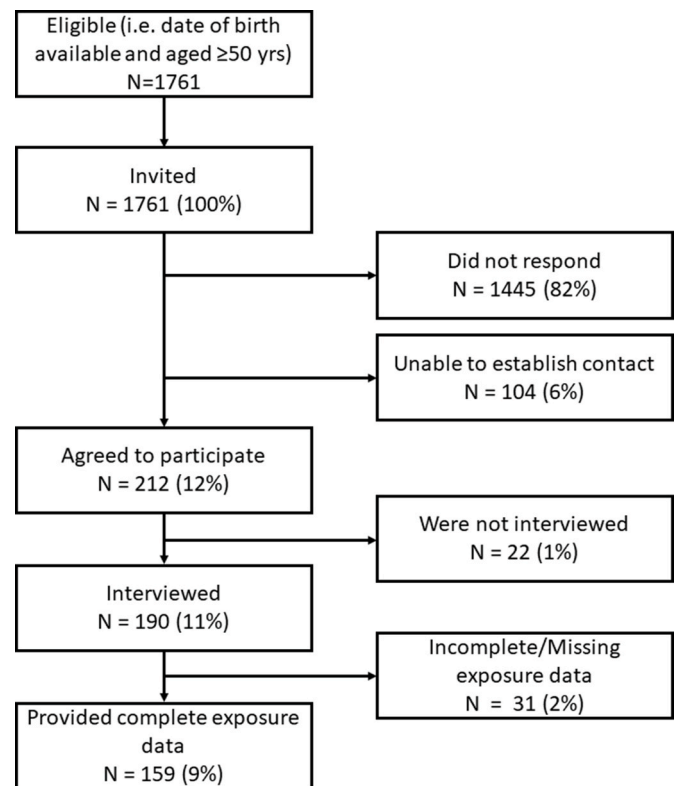 Eligible (i.e. date of birth
available and aged ≥50 yrs)
N=1761
Invited
N = 1761 (100%)
Did not respond
N = 1445 (82%)
Unable to establish contact
N = 104 (6%)
Agreed to participate
N = 212 (12%)
Were not interviewed
N = 22 (1%)
Interviewed
N = 190 (11%)
Incomplete/Missing
exposure data
N = 31 (2%)
Provided complete exposure
data
N = 159 (9%)